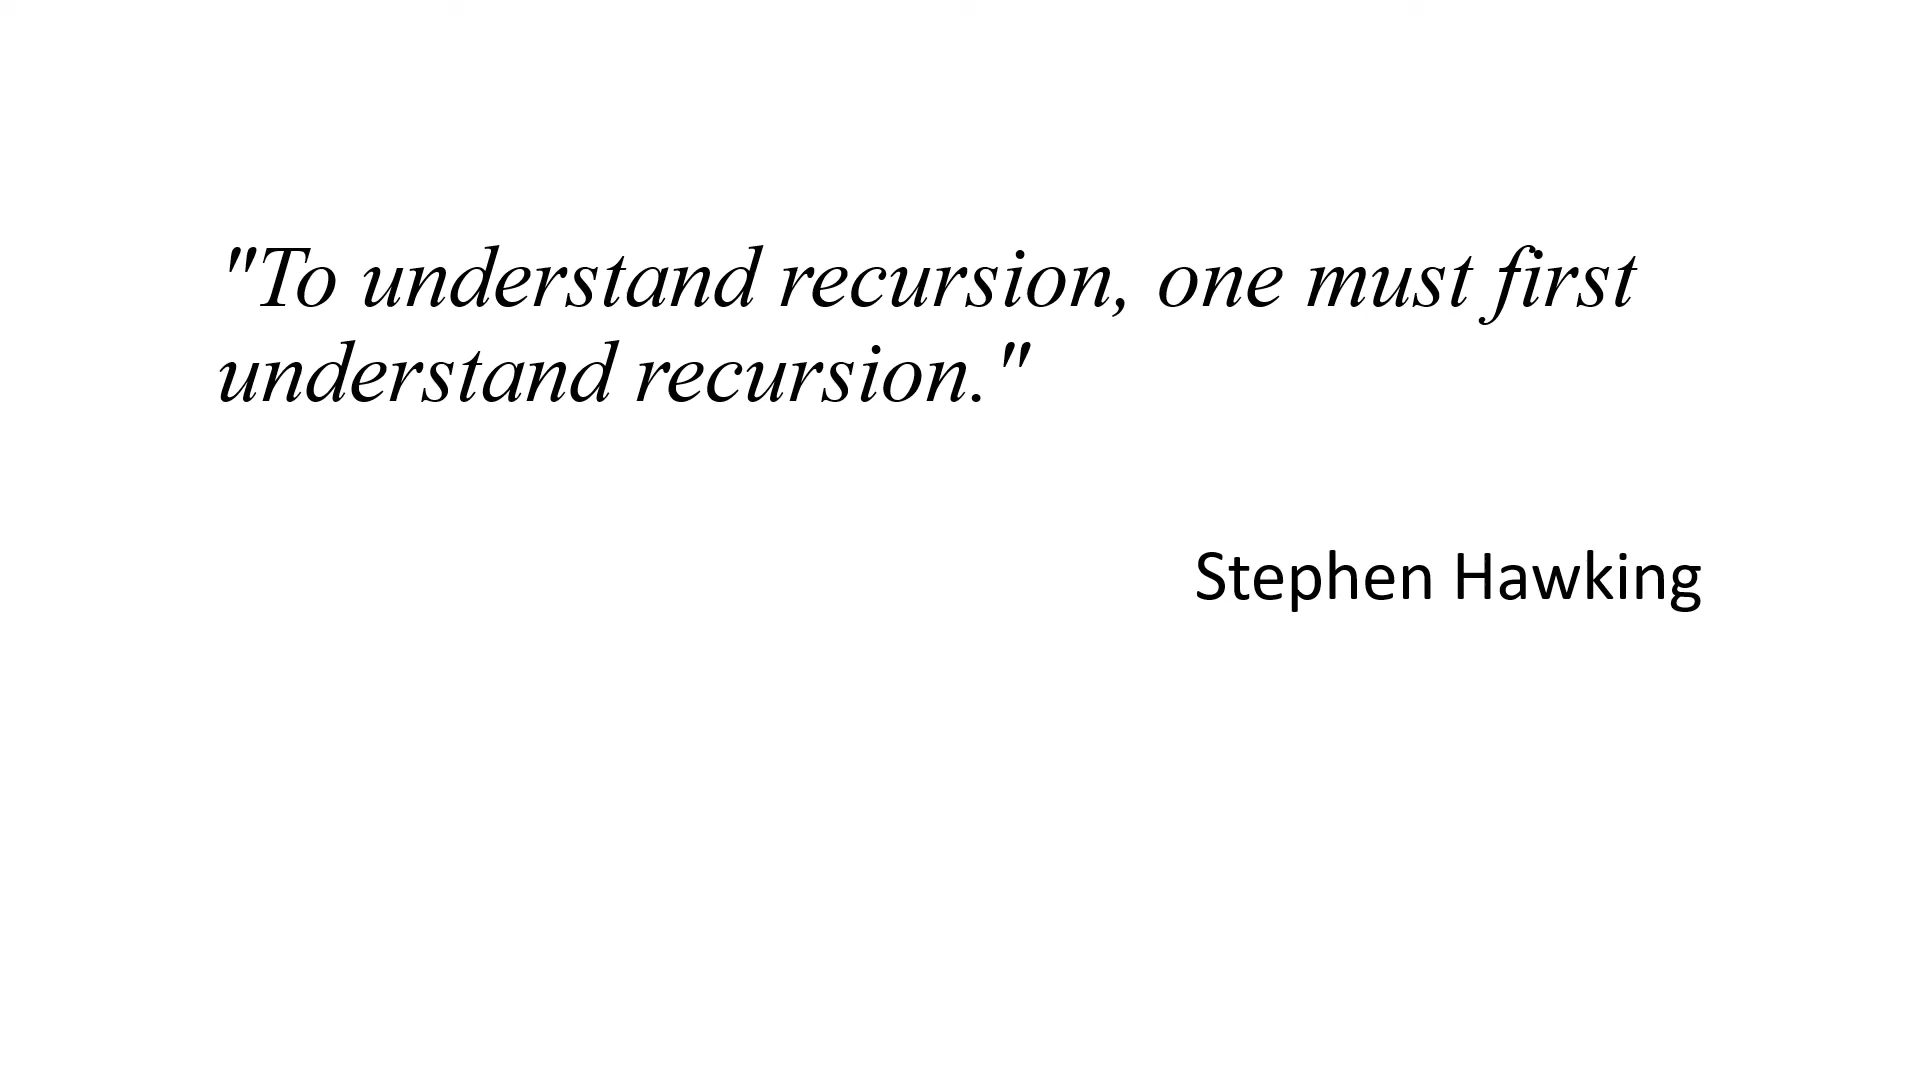 "To understand recursion, one must first
understand recursion."
Stephen Hawking